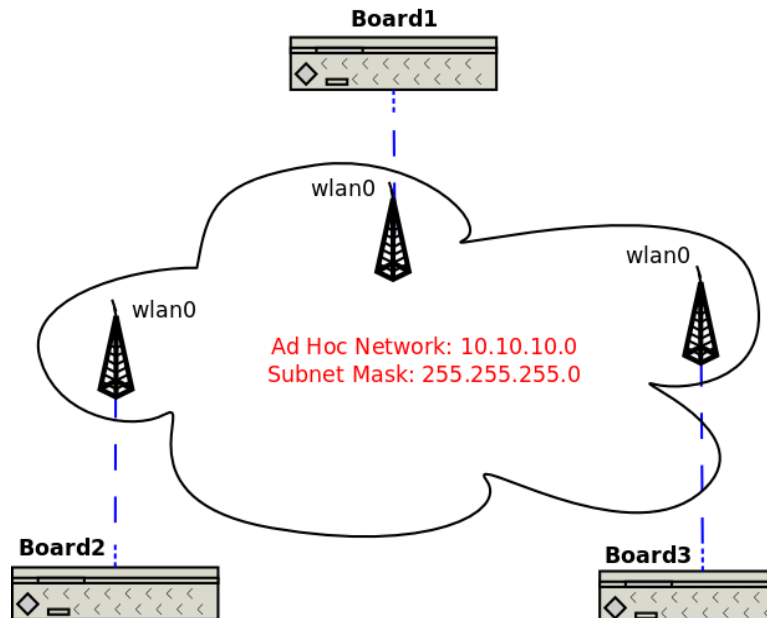 Board1
wlan0
wlan0
wlan0
Ad Hoc Network: 10.10.10.0
Subnet Mask: 255.255.255.0
Board2
Board3